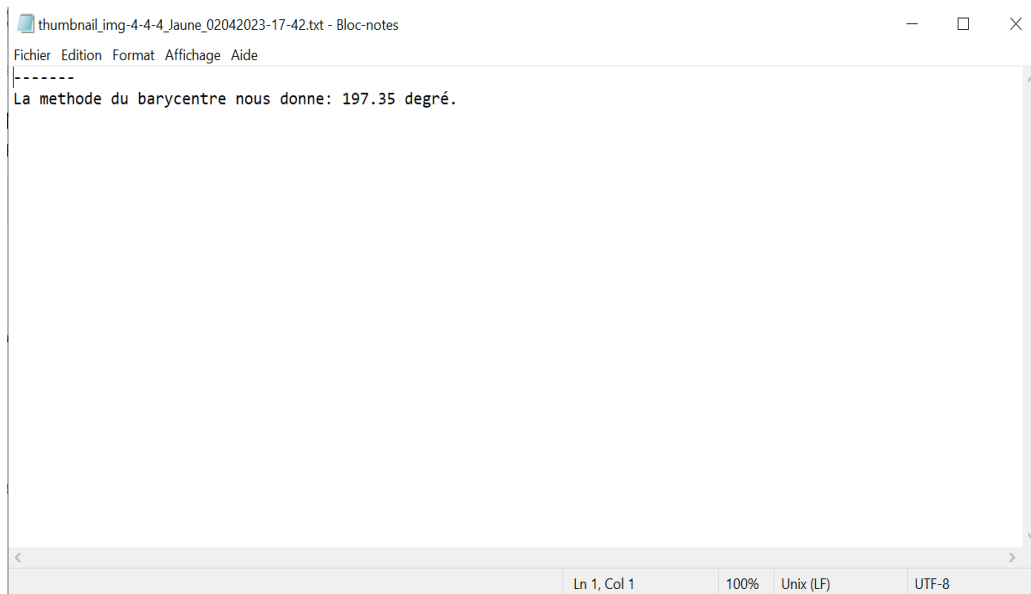 thumbnail_img-4-4-4_Jaune_02042023-17-42.txt - Bloc-notes
Fichier Edition Format Affichage Aide
-------
La methode du barycentre nous donne: 197.35 degré.
Ln 1, Col 1 100% Unix (LF) UTF-8